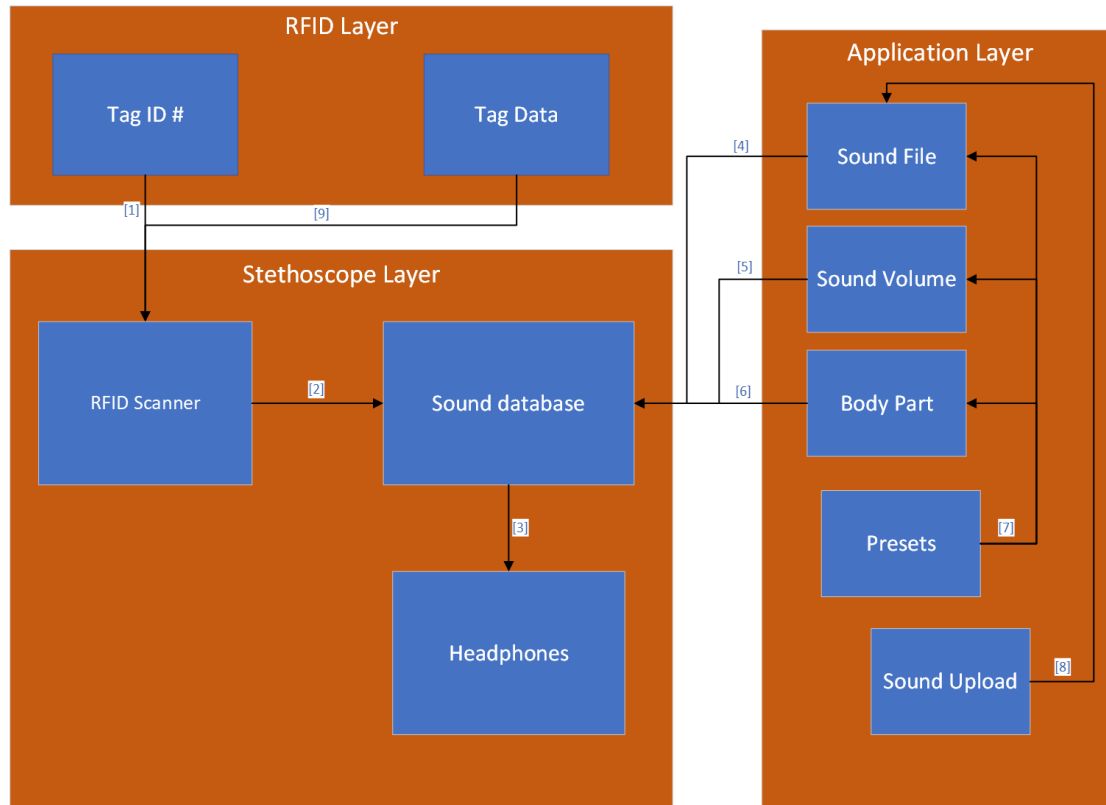 RFID Layer
Tag ID #
Tag Data
[1]
[9]
Stethoscope Layer
RFID Scanner
[2]
Sound database
[3]
Headphones
Application Layer
[4]
Sound File
[5]
Sound Volume
[6]
Body Part
Presets
[7]
Sound Upload
[8]